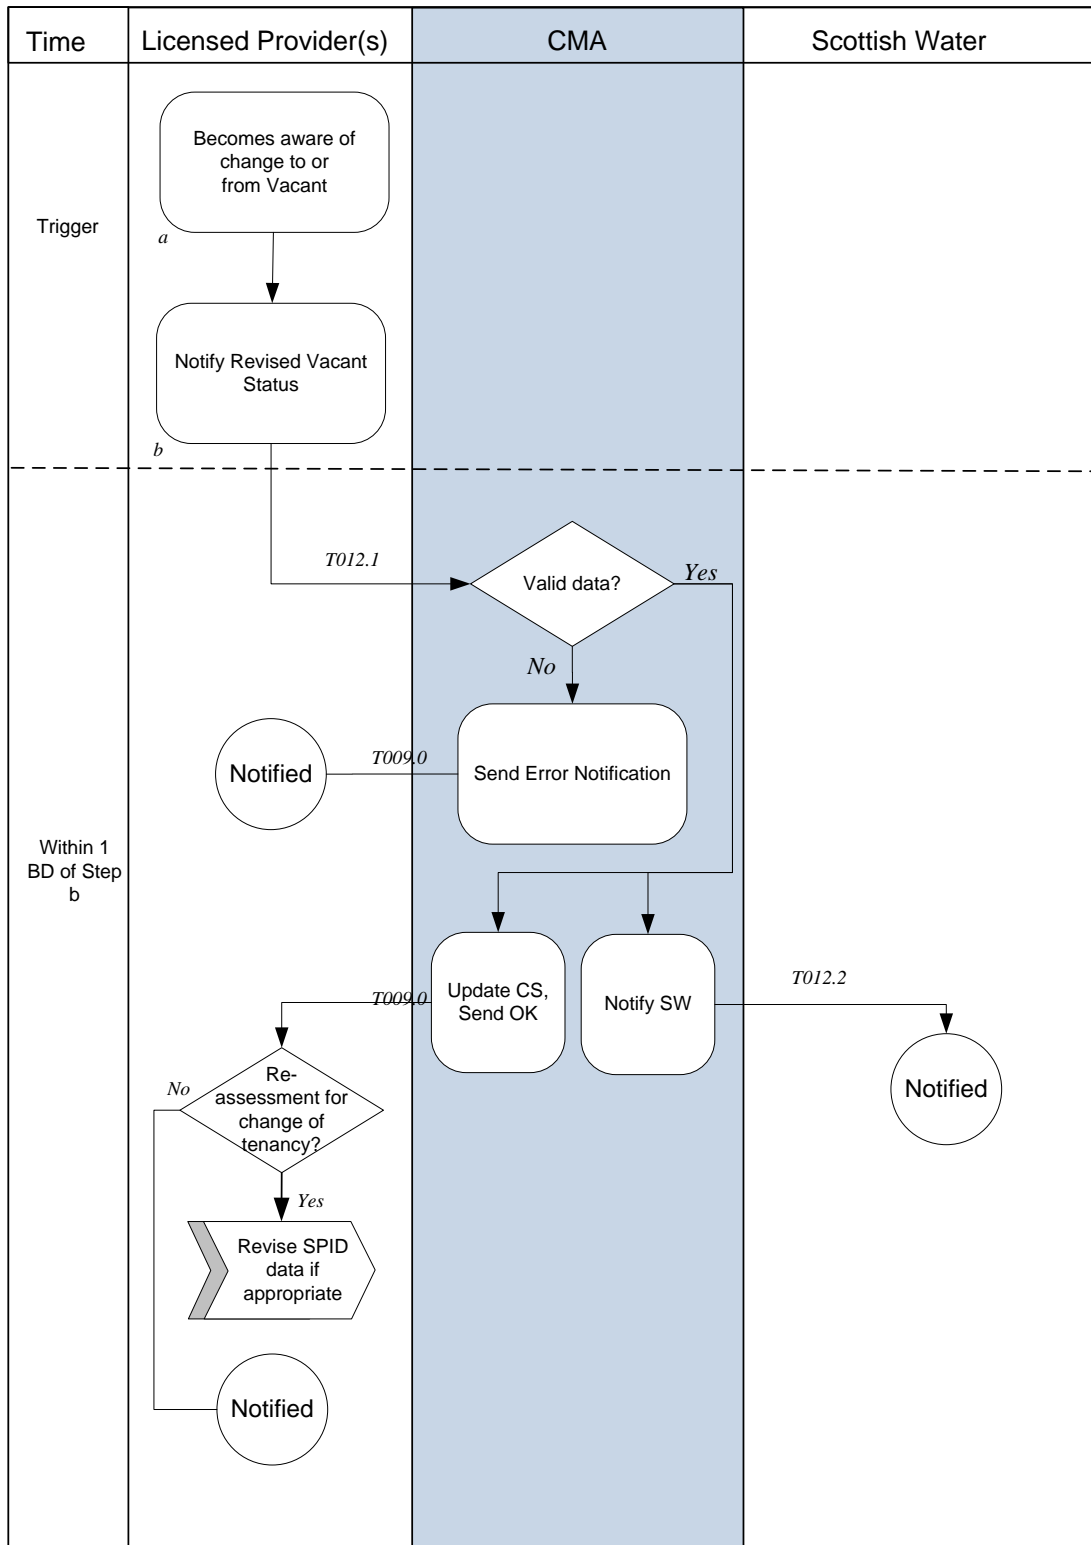 Time
Licensed Provider(s)
CMA
Scottish Water
Becomes aware of
change to or
from Vacant
Trigger
a
Notify Revised Vacant
Status
b
T012.1
Valid data?
Yes
No
Notified
T009.0
Send Error Notification
Within 1
BD of Step
b
T009.0
Update CS,
Send OK
Notify SW
T012.2
Notified
No
Re-
assessment for
change of
tenancy?
Yes
Revise SPID
data if
appropriate
Notified